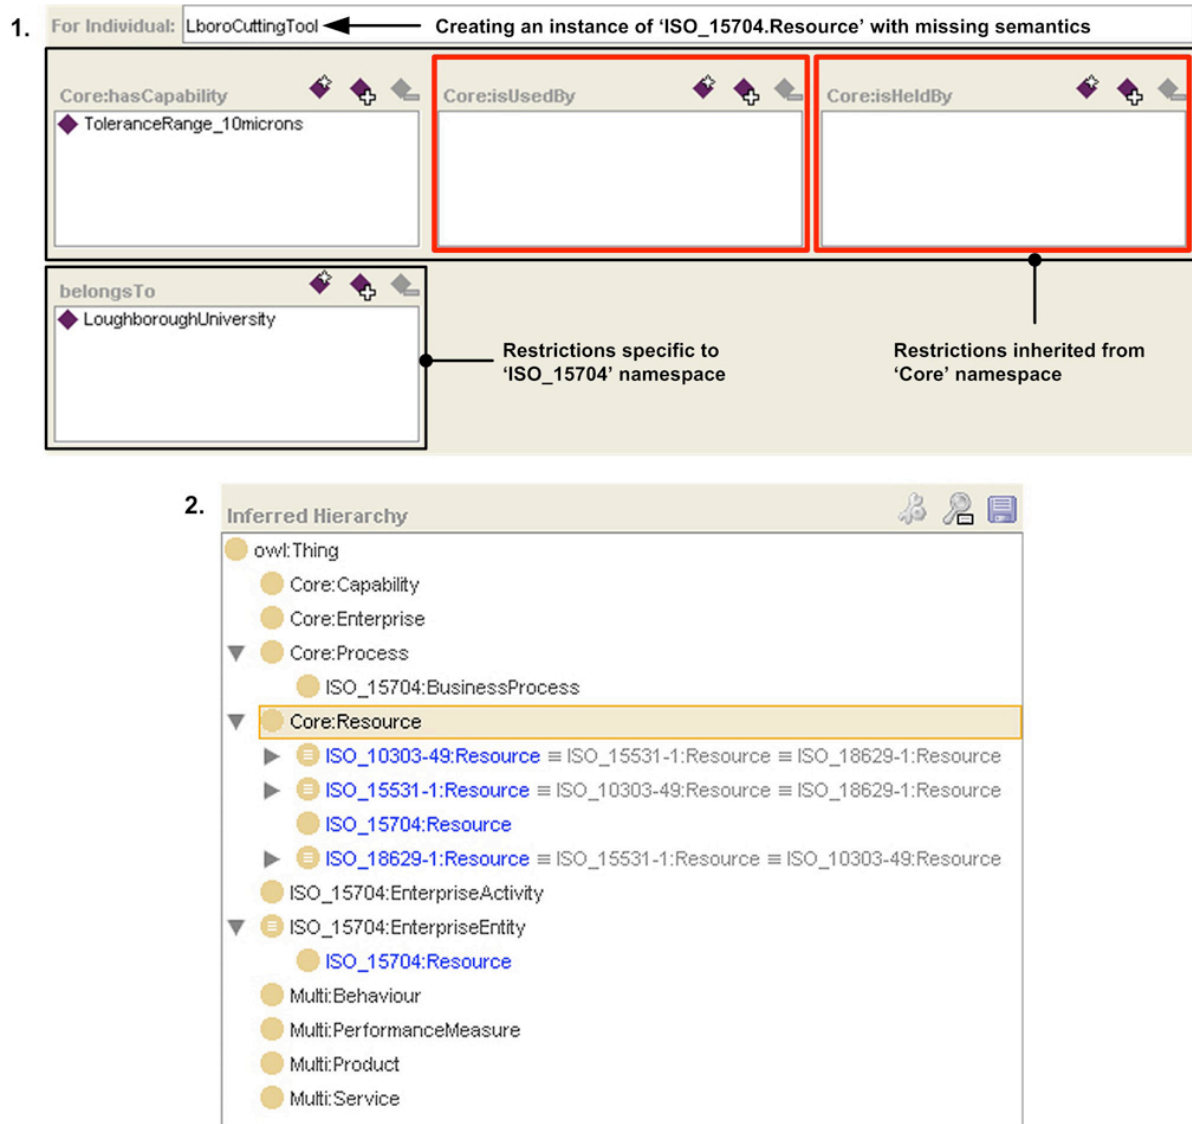 1.
For Individual: LboroCuttingTool Creating an instance of ‘ISO_15704.Resource’ with missing semantics
Core:hasCapability Core:isUsedBy Core:isHeldBy
ToleranceRange_10microns
belongsTo
LoughboroughUniversity
Restrictions specific to
‘ISO_15704’ namespace
Restrictions inherited from
‘Core’ namespace
2.
Inferred Hierarchy
owl:Thing
Core:Capability
Core:Enterprise
Core:Process
ISO_15704:BusinessProcess
Core:Resource
ISO_10303-49:Resource ≡ ISO_15531-1:Resource ≡ ISO_18629-1:Resource
ISO_15531-1:Resource ≡ ISO_10303-49:Resource ≡ ISO_18629-1:Resource
ISO_15704:Resource
ISO_18629-1:Resource ≡ ISO_15531-1:Resource ≡ ISO_10303-49:Resource
ISO_15704:EnterpriseActivity
ISO_15704:EnterpriseEntity
ISO_15704:Resource
Multi:Behaviour
Multi:PerformanceMeasure
Multi:Product
Multi:Service